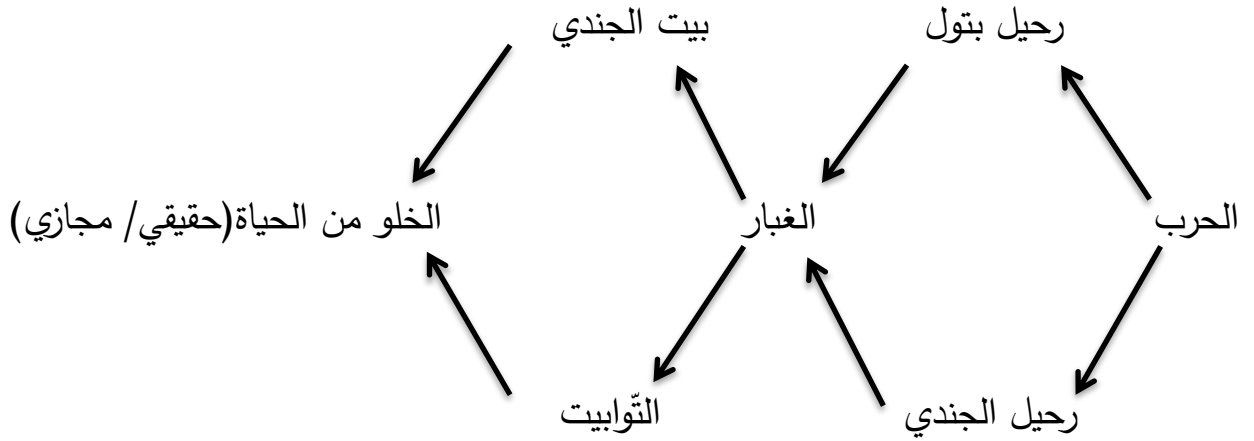 رحيل بتول
بيت الجندي
الحرب
الغبار
الخلو من الحياة(حقيقي/ مجازي)
رحيل الجندي
التّوابيت